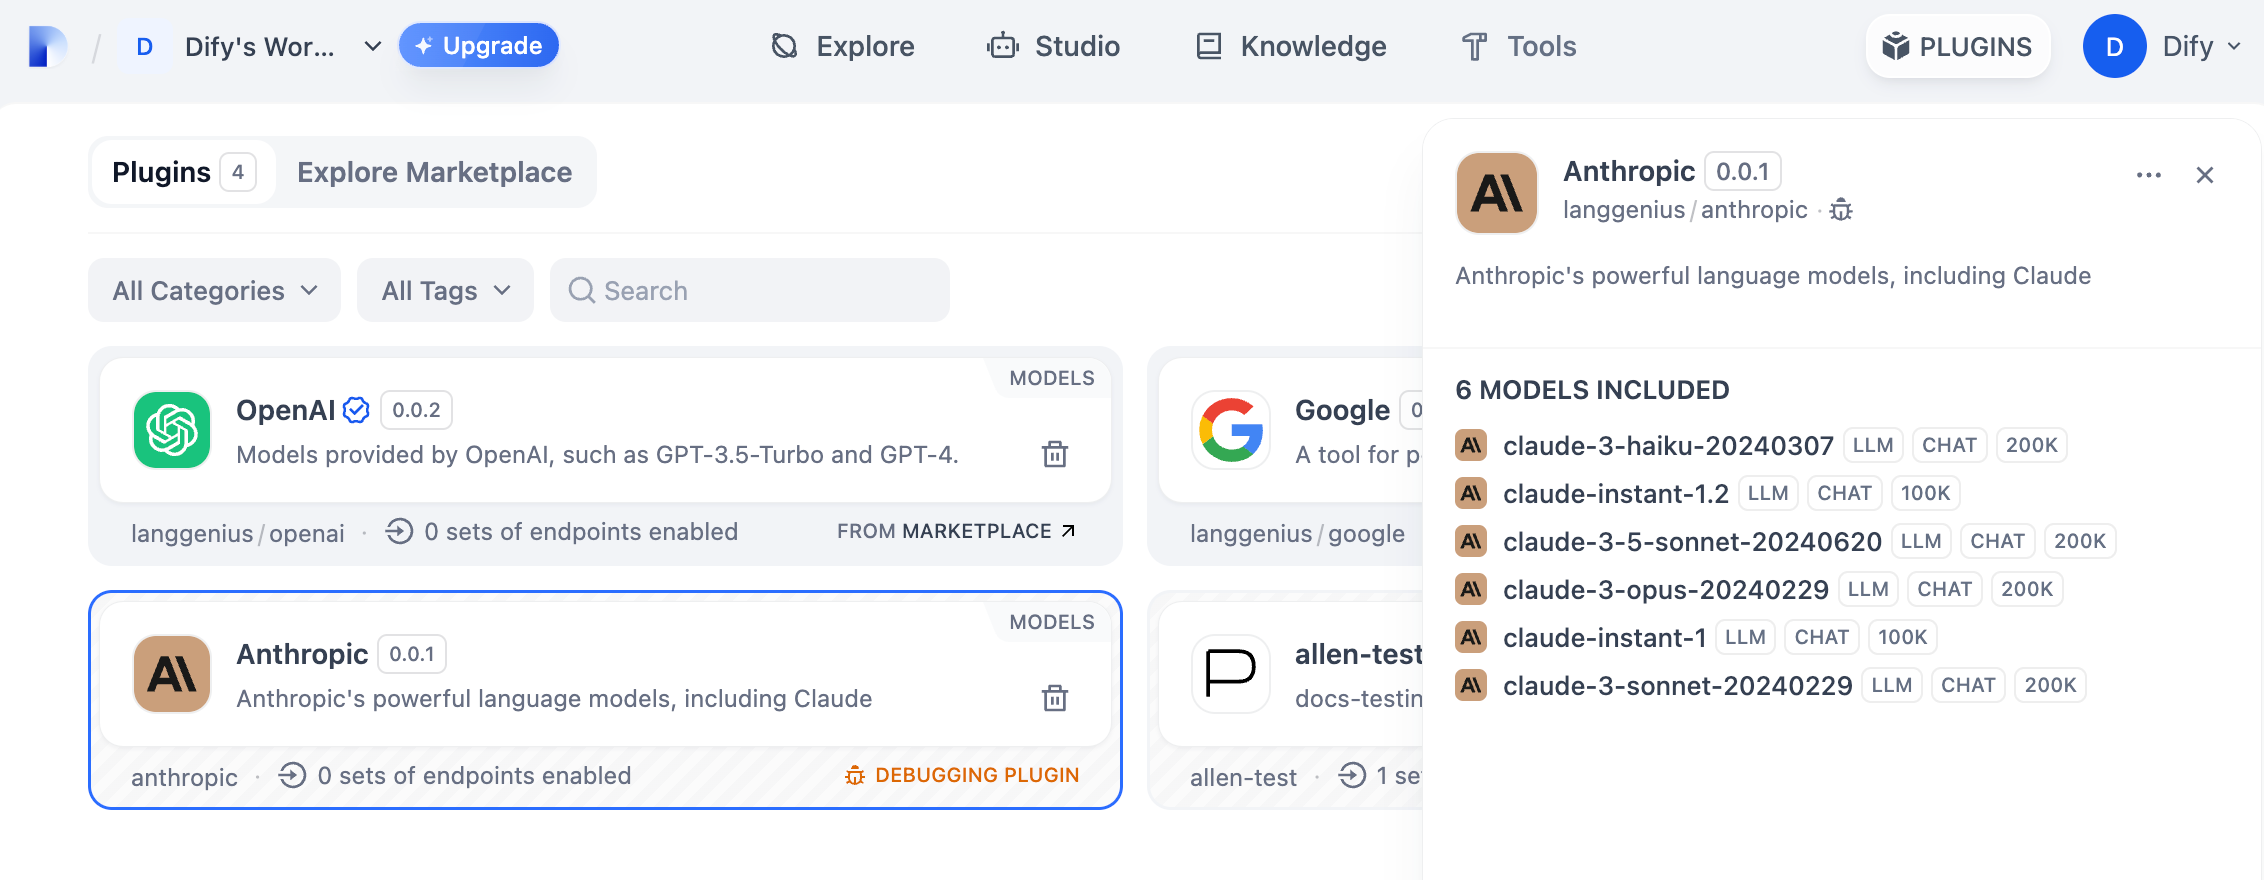 / D Dify's Wor... Upgrade Explore Studio Knowledge Tools PLUGINS D Dify
Plugins 4 Explore Marketplace
All Categories All Tags Search
MODELS
OpenAI 0.0.2
Models provided by OpenAI, such as GPT-3.5-Turbo and GPT-4.
langgenius / openai · 0 sets of endpoints enabled FROM MARKETPLACE
Google
A tool for
langgenius / google
MODELS
Anthropic 0.0.1
Anthropic's powerful language models, including Claude
anthropic · 0 sets of endpoints enabled DEBUGGING PLUGIN
allen-test
docs-testin
allen-test · 1 se
Anthropic 0.0.1
langgenius / anthropic ·
Anthropic's powerful language models, including Claude
6 MODELS INCLUDED
claude-3-haiku-20240307 LLM CHAT 200K
claude-instant-1.2 LLM CHAT 100K
claude-3-5-sonnet-20240620 LLM CHAT 200K
claude-3-opus-20240229 LLM CHAT 200K
claude-instant-1 LLM CHAT 100K
claude-3-sonnet-20240229 LLM CHAT 200K